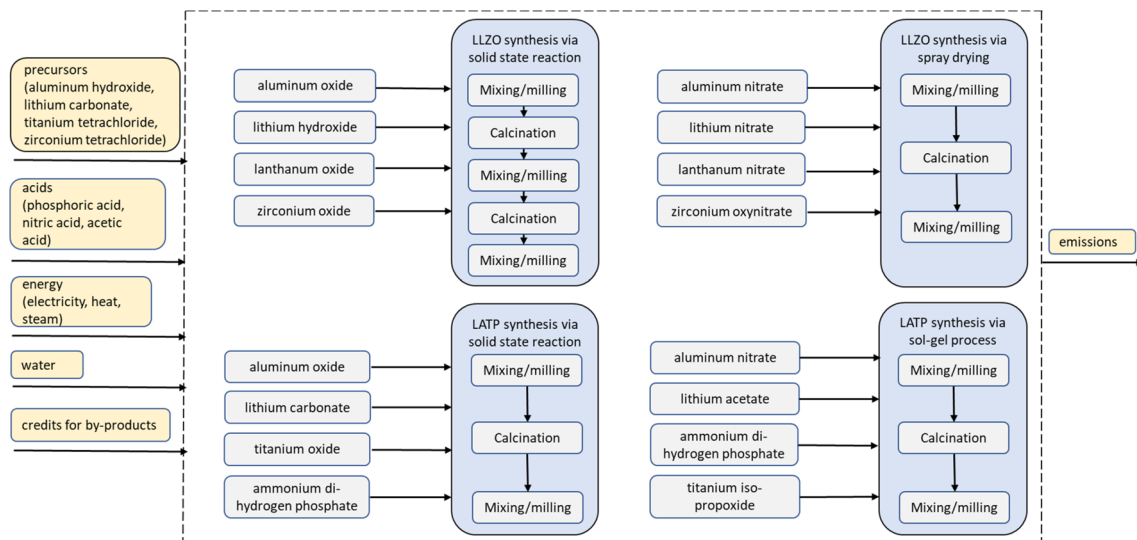 precursors
(aluminum hydroxide,
lithium carbonate,
titanium tetrachloride,
zirconium tetrachloride)
acids
(phosphoric acid,
nitric acid, acetic
acid)
energy
(electricity, heat,
steam)
water
credits for by-products
LLZO synthesis via
solid state reaction
aluminum oxide
lithium hydroxide
lanthanum oxide
zirconium oxide
Mixing/milling
Calcination
Mixing/milling
Calcination
Mixing/milling
LLZO synthesis via
spray drying
aluminum nitrate
lithium nitrate
lanthanum nitrate
zirconium oxynitrate
Mixing/milling
Calcination
Mixing/milling
LATP synthesis via
solid state reaction
aluminum oxide
lithium carbonate
titanium oxide
ammonium di-
hydrogen phosphate
Mixing/milling
Calcination
Mixing/milling
LATP synthesis via
sol-gel process
aluminum nitrate
lithium acetate
ammonium di-
hydrogen phosphate
titanium iso-
propoxide
Mixing/milling
Calcination
Mixing/milling
emissions